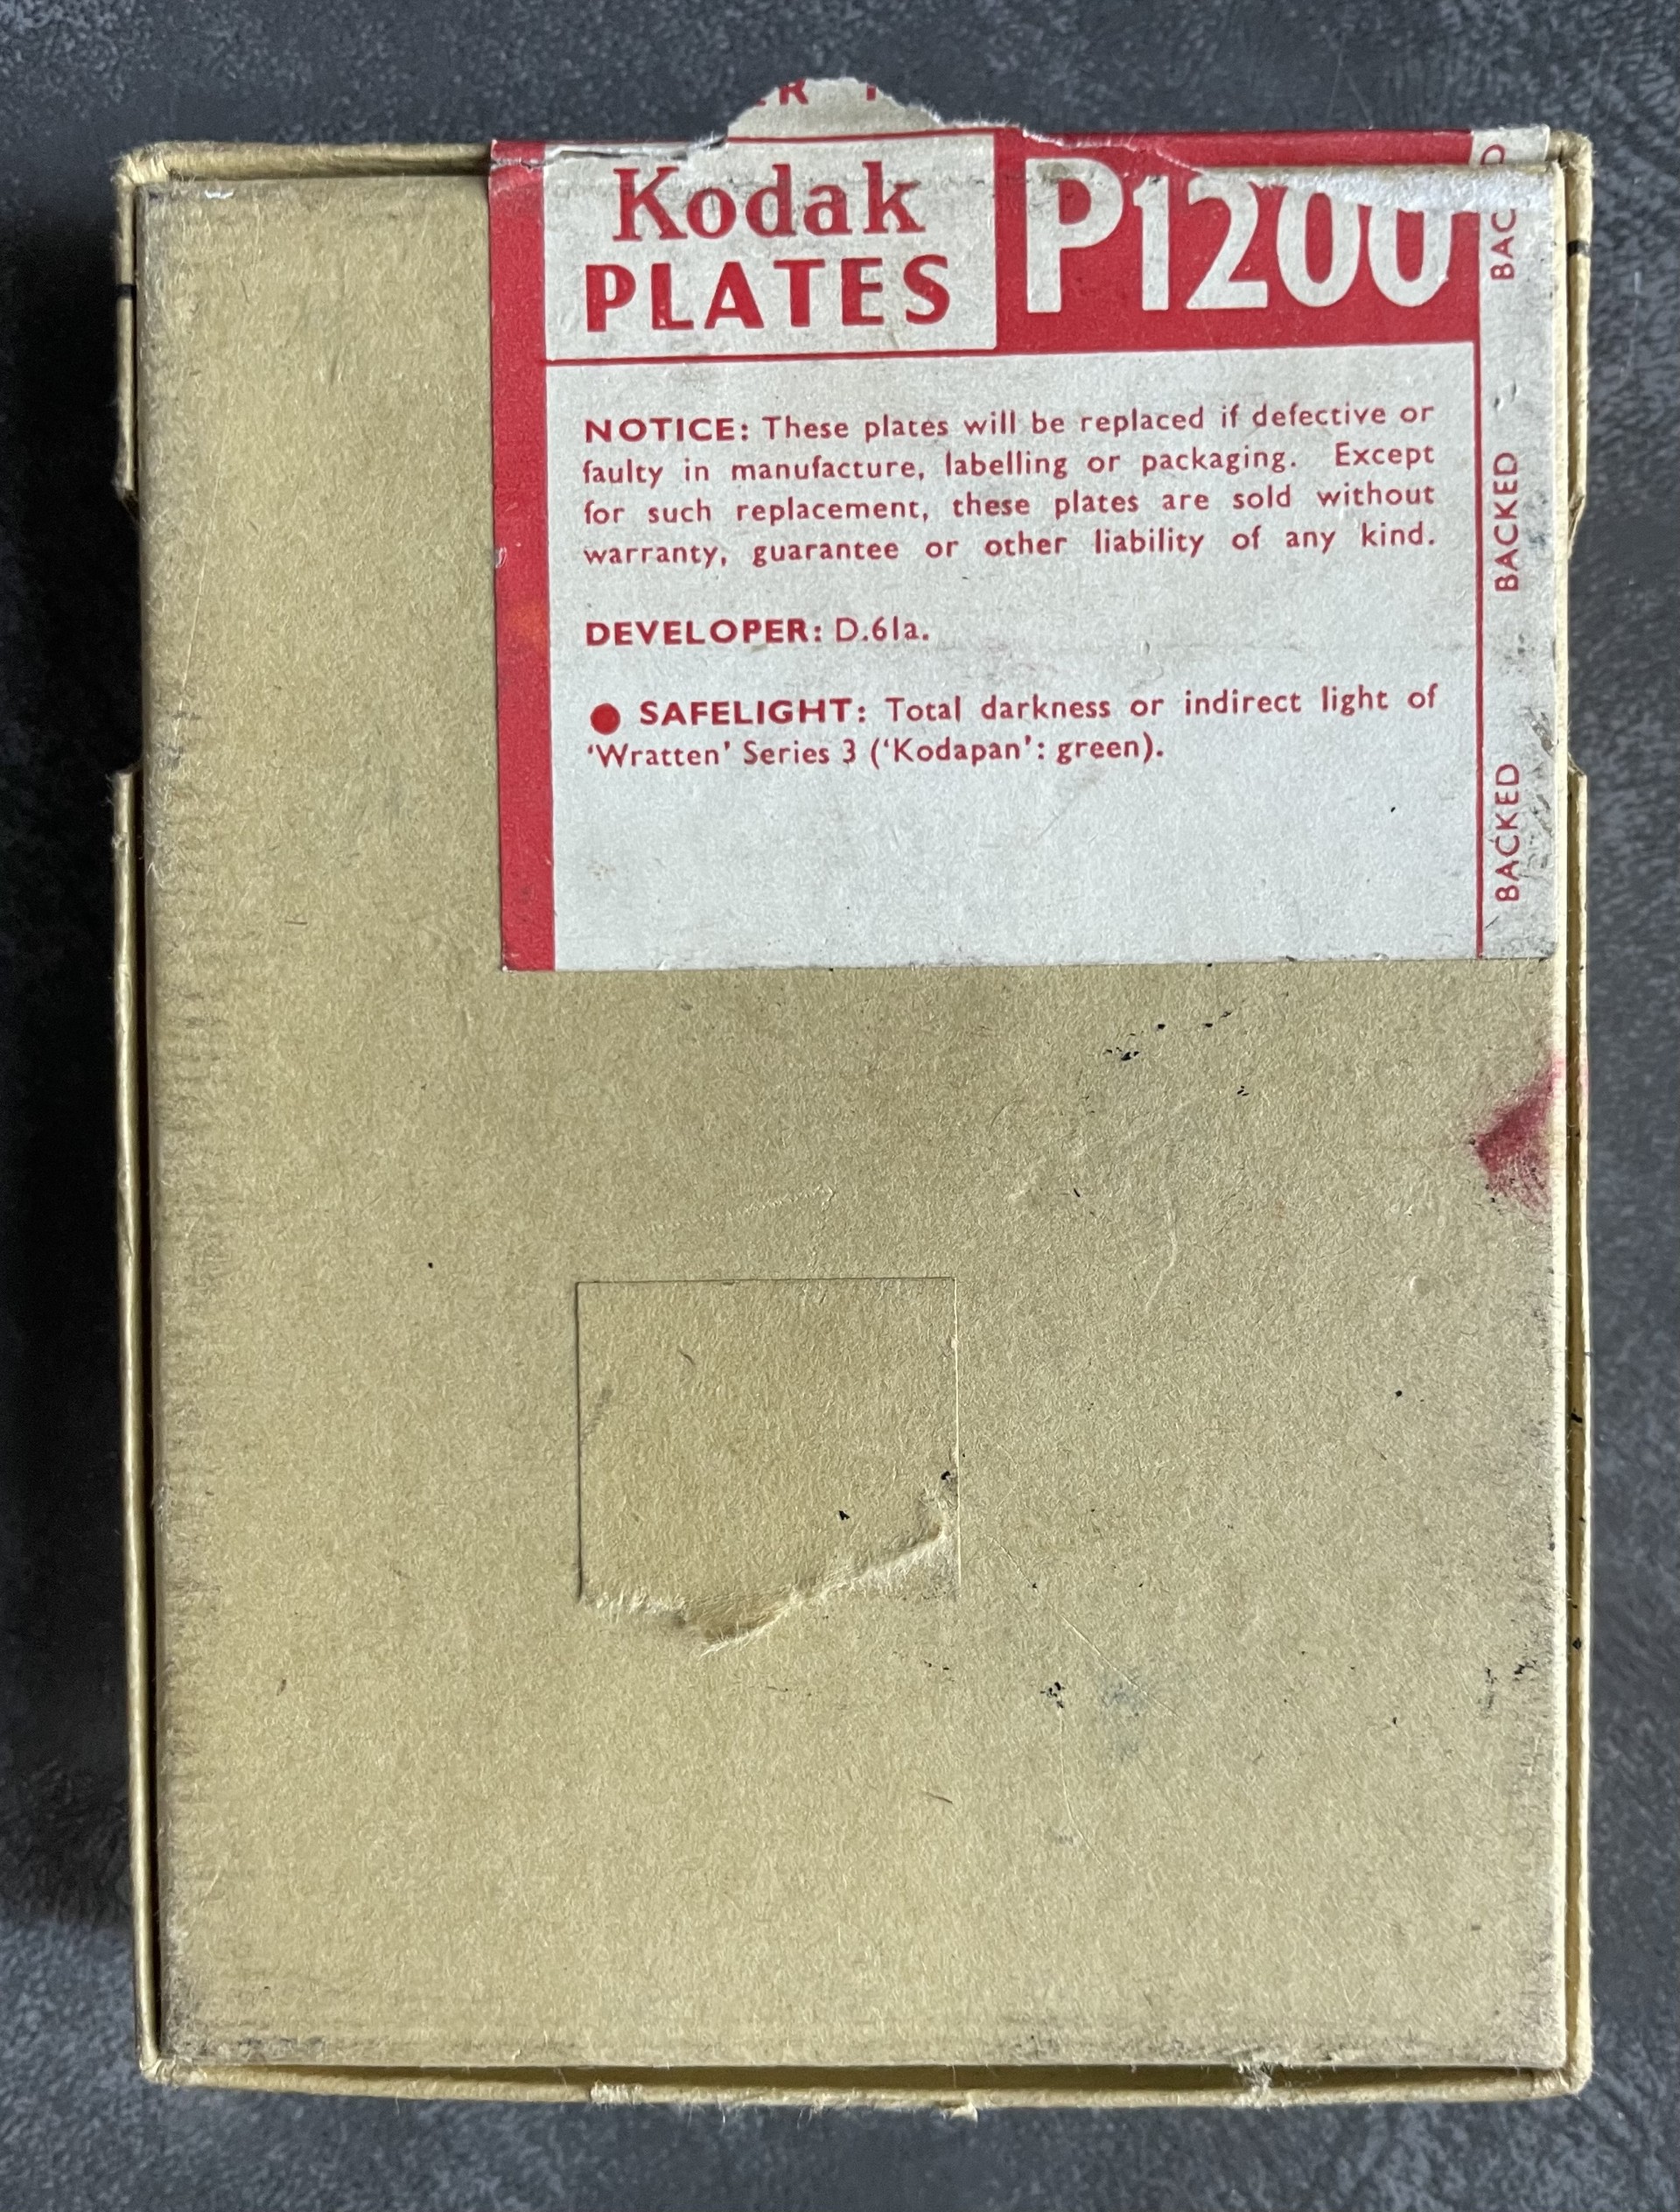 Kodak
PLATES
P1200
NOTICE: These plates will be replaced if defective or
faulty in manufacture, labelling or packaging. Except
for such replacement, these plates are sold without
warranty, guarantee or other liability of any kind.
DEVELOPER: D.61a.
● SAFELIGHT: Total darkness or indirect light of
‘Wratten’ Series 3 (‘Kodapan’: green).
BACKED
BACKED